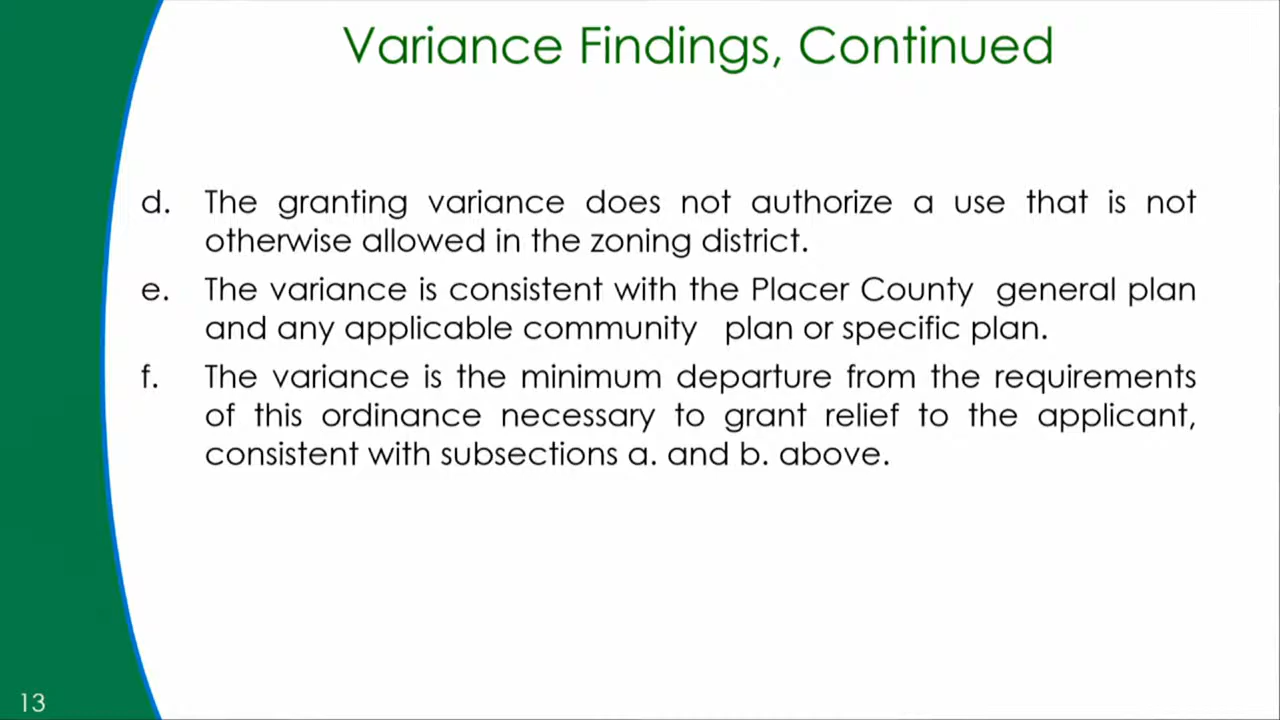 Variance Findings, Continued
d. The granting variance does not authorize a use that is not
otherwise allowed in the zoning district.
e. The variance is consistent with the Placer County general plan
and any applicable community plan or specific plan.
f. The variance is the minimum departure from the requirements
of this ordinance necessary to grant relief to the applicant,
consistent with subsections a. and b. above.
13